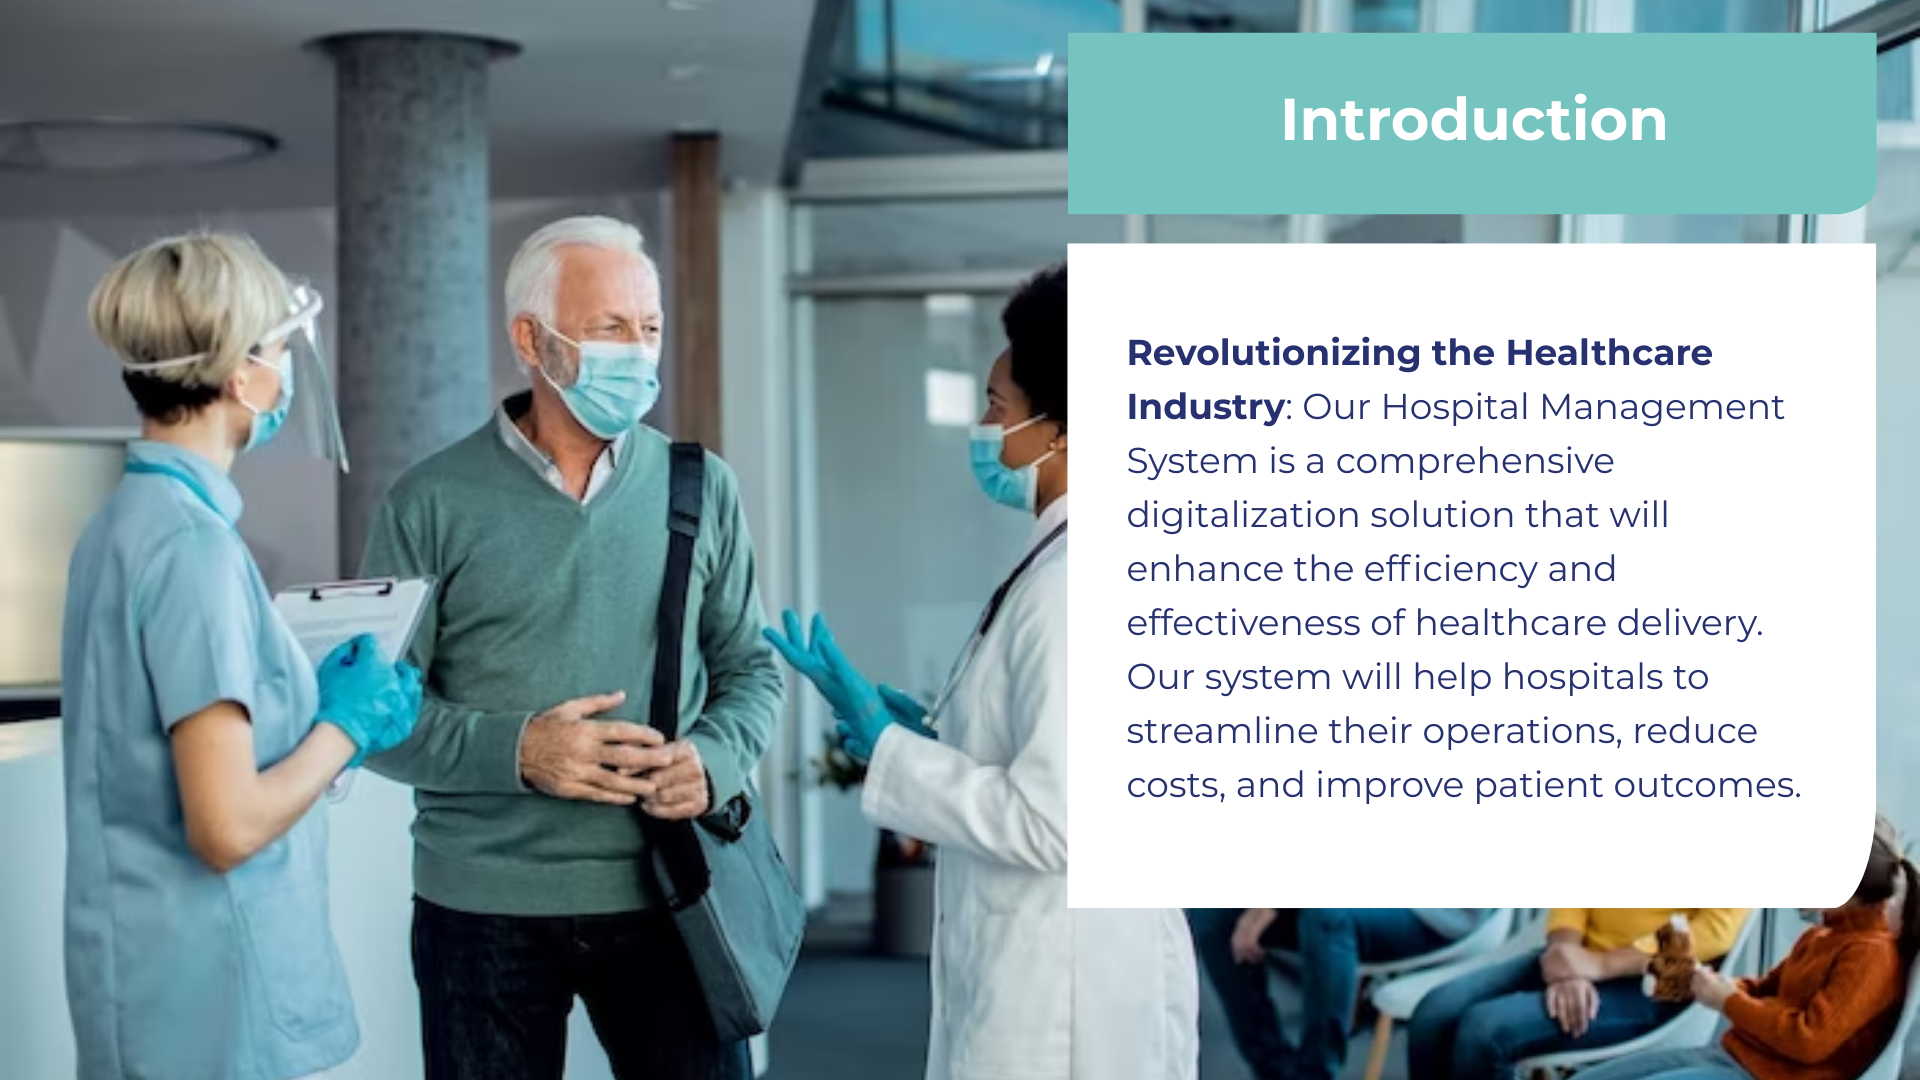 Introduction
Revolutionizing the Healthcare
Industry: Our Hospital Management
System is a comprehensive
digitalization solution that will
enhance the efficiency and
effectiveness of healthcare delivery.
Our system will help hospitals to
streamline their operations, reduce
costs, and improve patient outcomes.